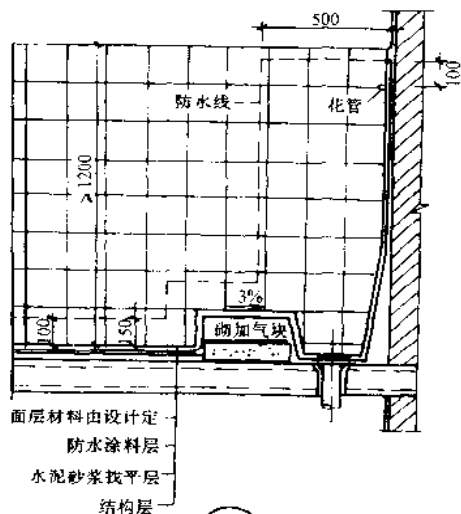 500
100
防水线
花管
≥1200
3%
100
150
砌加气块
面层材料由设计定
防水涂料层
水泥砂浆找平层
结构层